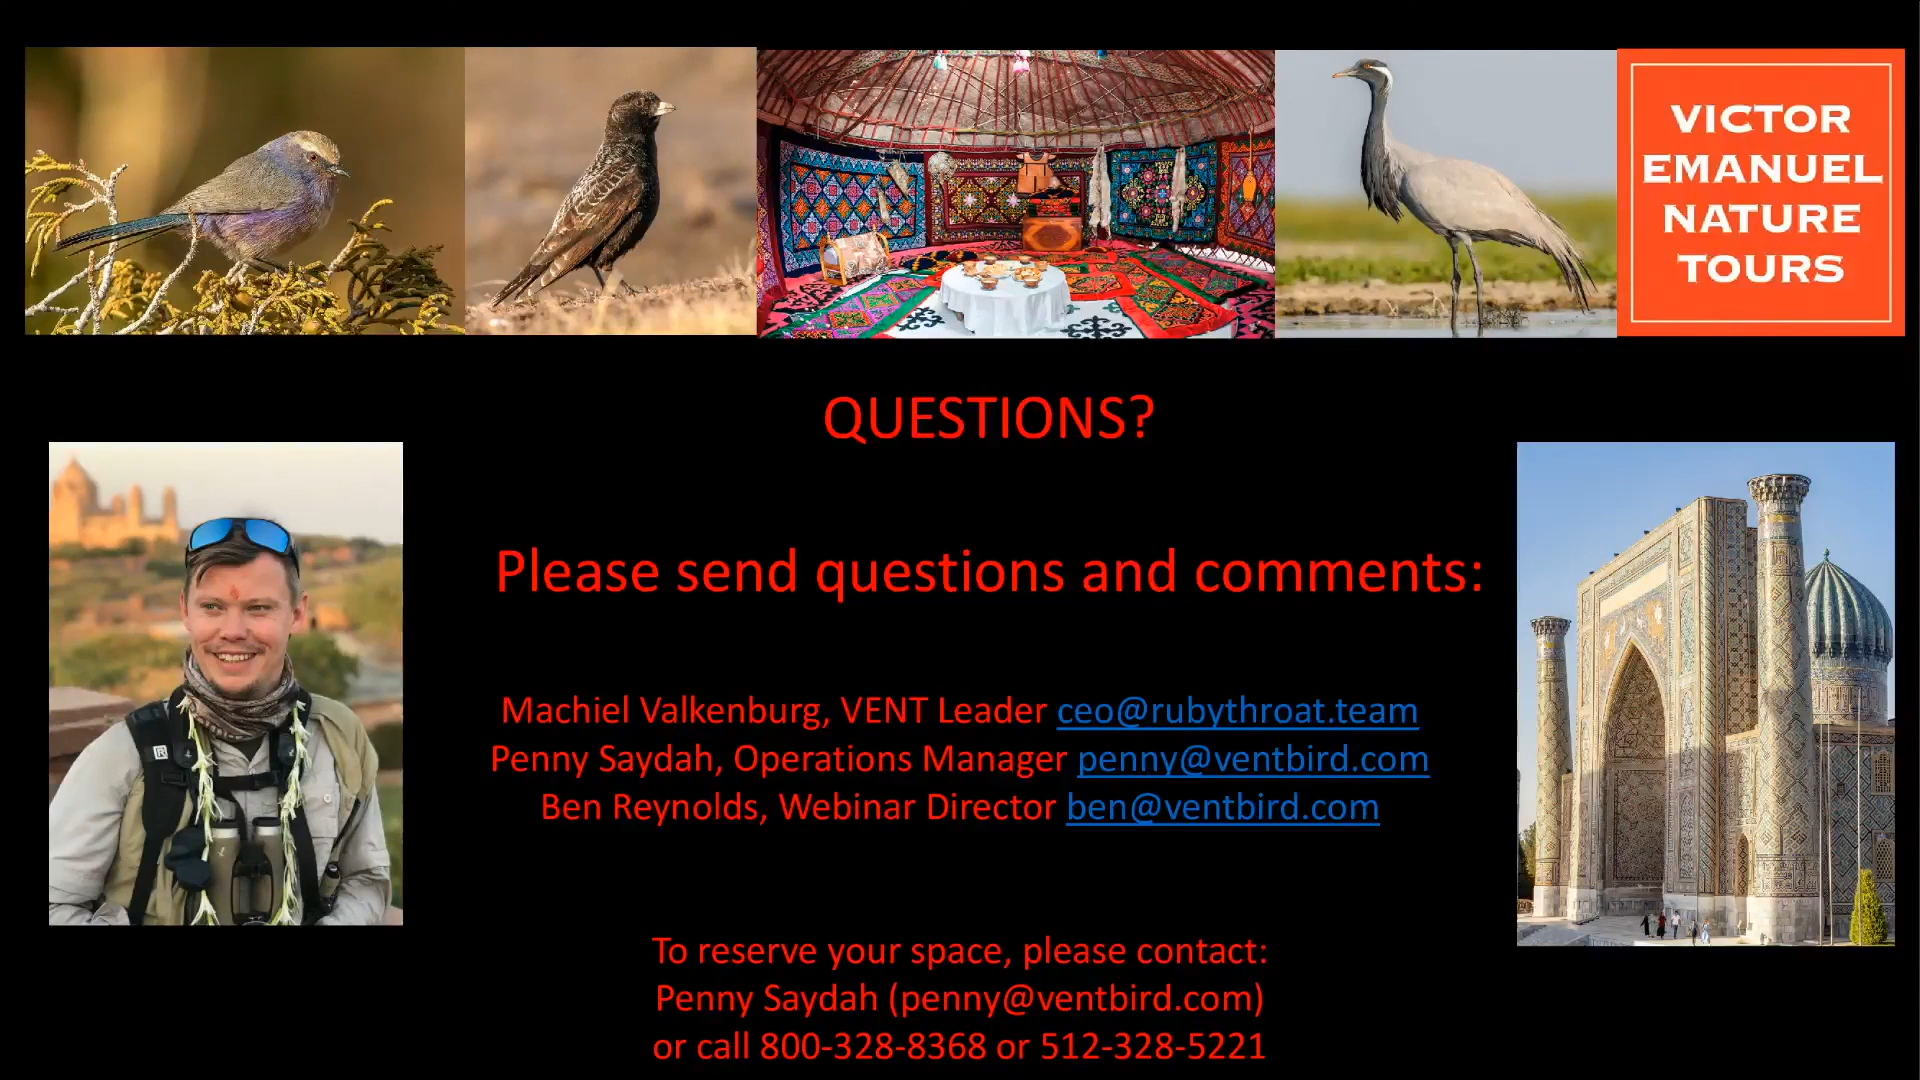 VICTOR
EMANUEL
NATURE
TOURS
QUESTIONS?
Please send questions and comments:
Machiel Valkenburg, VENT Leader ceo@rubythroat.team
Penny Saydah, Operations Manager penny@ventbird.com
Ben Reynolds, Webinar Director ben@ventbird.com
To reserve your space, please contact:
Penny Saydah (penny@ventbird.com)
or call 800-328-8368 or 512-328-5221